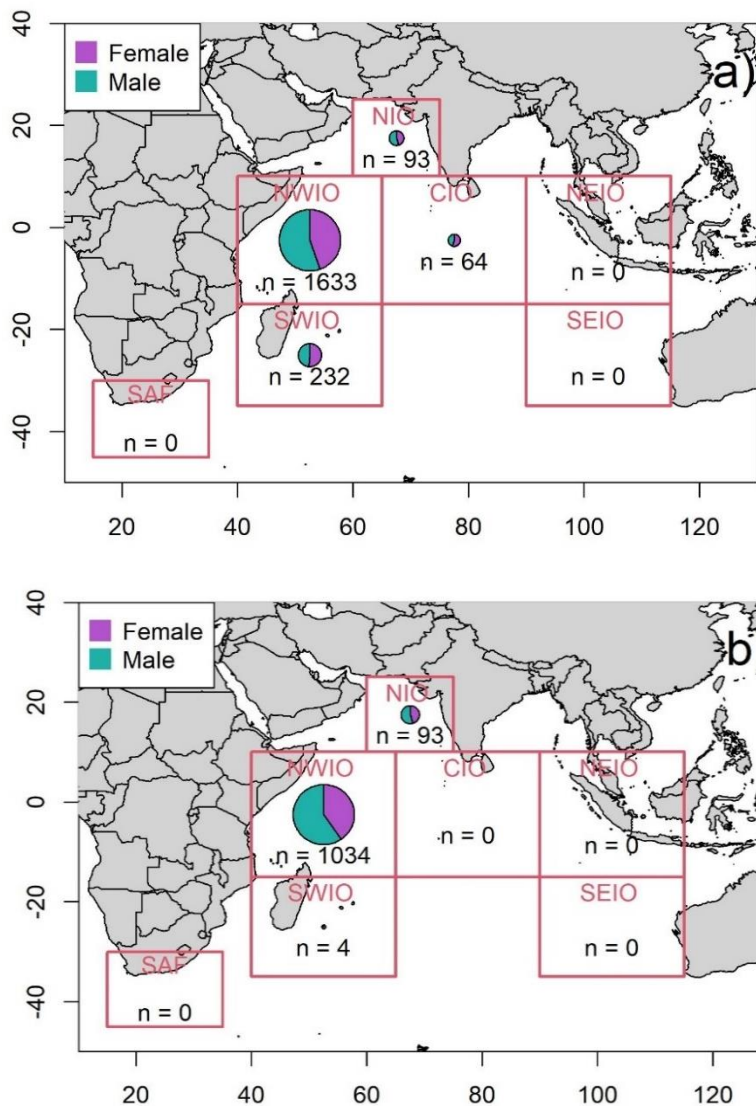 40
Female
Male
a)
20
NIO
n = 93
NWIO
CIO
NEIO
0
n = 1633
n = 64
n = 0
-20
SWIO
SEIO
n = 232
n = 0
SAF
-40
n = 0
20 40 60 80 100 120
40
Female
Male
b
20
NIO
n = 93
NWIO
CIO
NEIO
0
n = 1034
n = 0
n = 0
-20
SWIO
SEIO
n = 4
n = 0
SAF
-40
n = 0
20 40 60 80 100 120